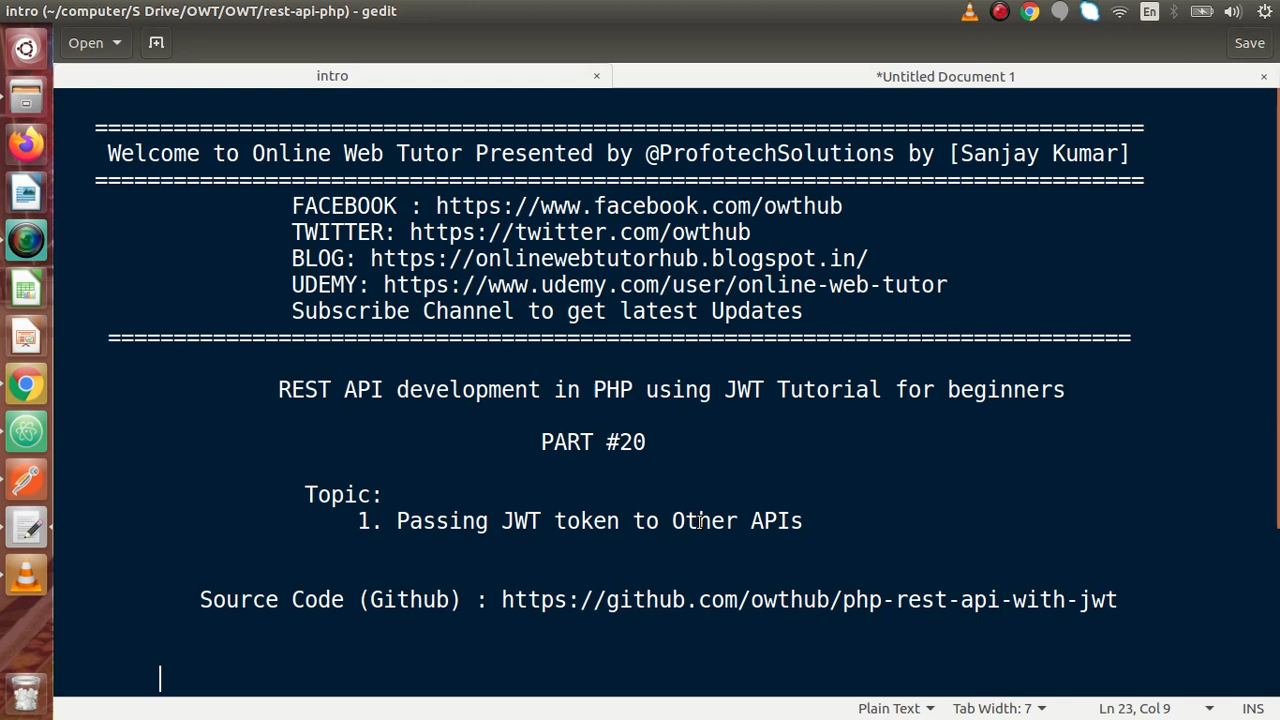 intro (~/computer/S Drive/OWT/OWT/rest-api-php) - gedit
En
Open
Save
intro
*Untitled Document 1
================================================================================
Welcome to Online Web Tutor Presented by @ProfotechSolutions by [Sanjay Kumar]
================================================================================
FACEBOOK : https://www.facebook.com/owthub
TWITTER: https://twitter.com/owthub
BLOG: https://onlinewebtutorhub.blogspot.in/
UDEMY: https://www.udemy.com/user/online-web-tutor
Subscribe Channel to get latest Updates
==============================================================================
REST API development in PHP using JWT Tutorial for beginners
PART #20
Topic:
1. Passing JWT token to Other APIs
Source Code (Github) : https://github.com/owthub/php-rest-api-with-jwt
Plain Text
Tab Width: 7
Ln 23, Col 9
INS